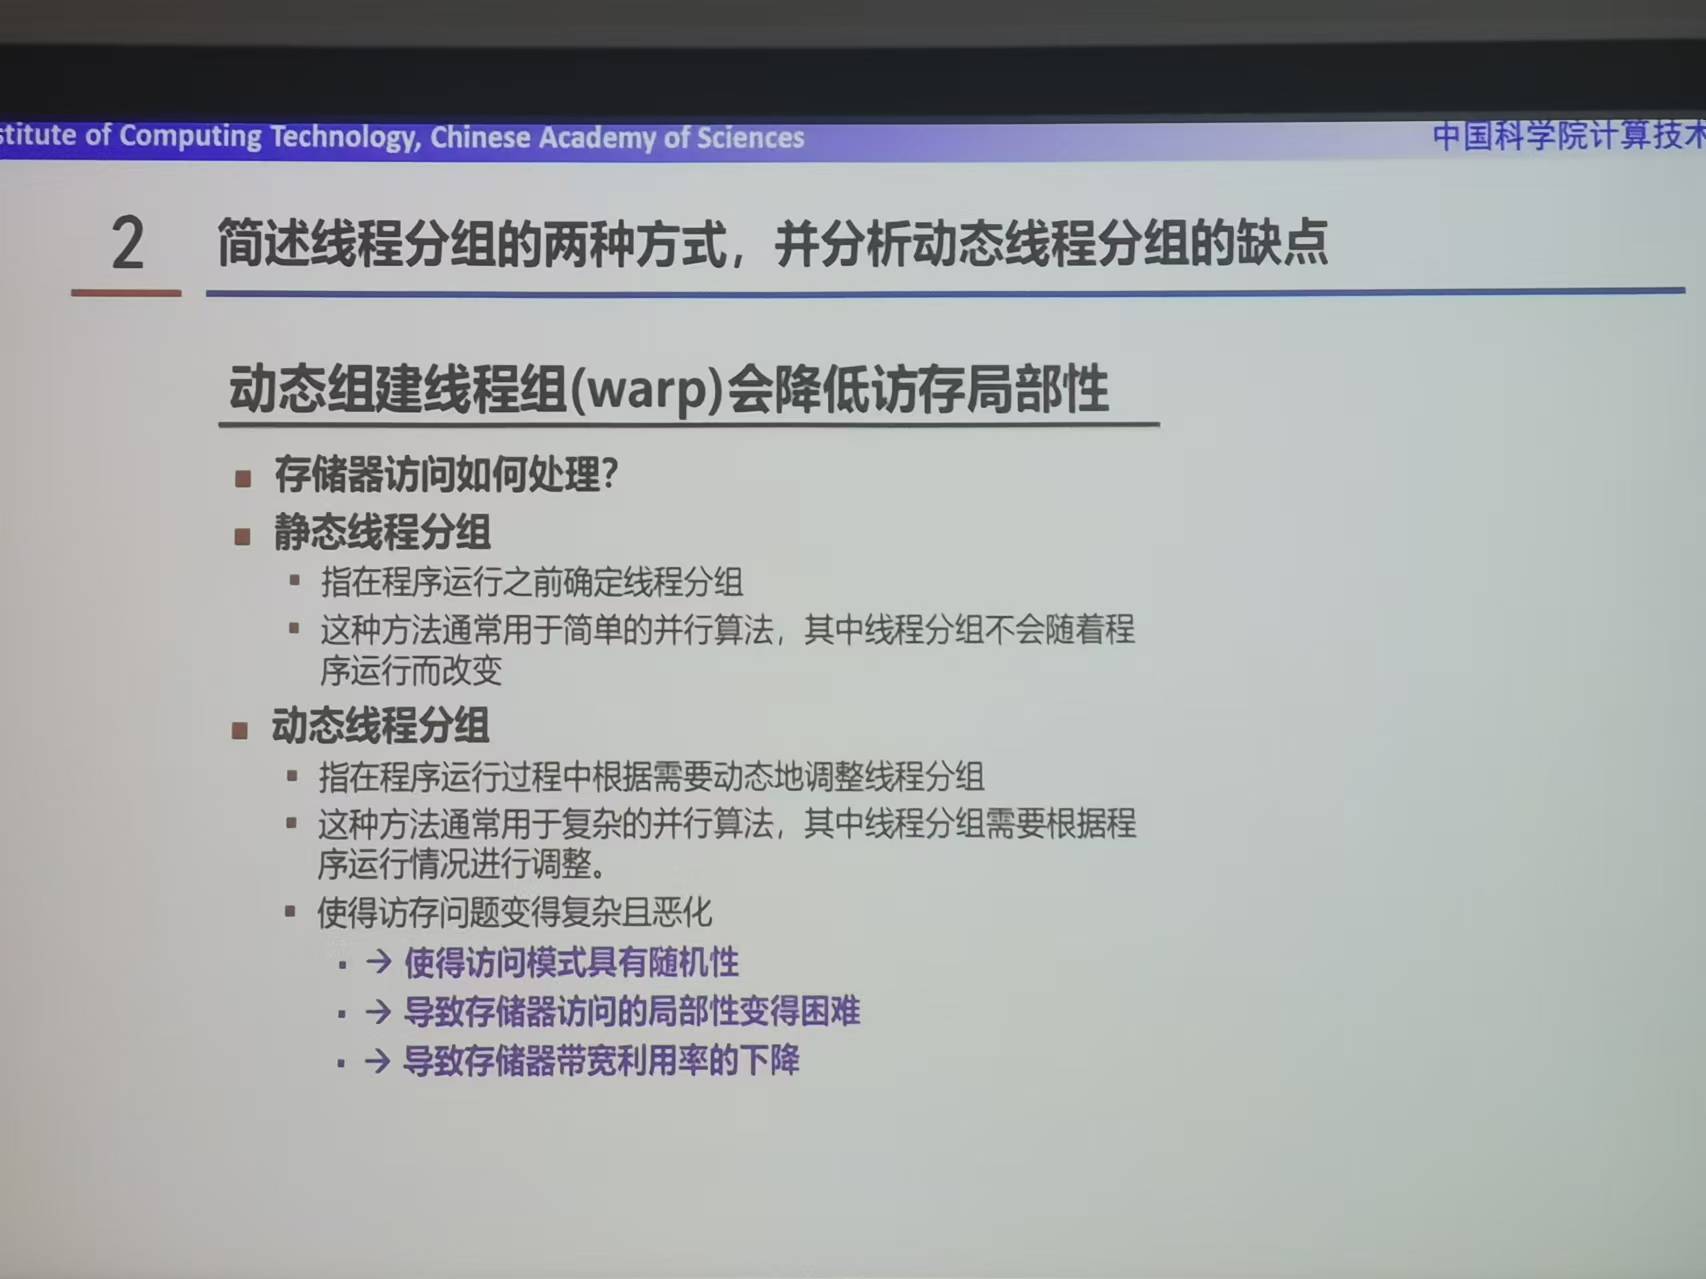 stitute of Computing Technology, Chinese Academy of Sciences
中国科学院计算技术
2
简述线程分组的两种方式，并分析动态线程分组的缺点
动态组建线程组(warp)会降低访存局部性
存储器访问如何处理？
静态线程分组
指在程序运行之前确定线程分组
这种方法通常用于简单的并行算法，其中线程分组不会随着程
序运行而改变
动态线程分组
指在程序运行过程中根据需要动态地调整线程分组
这种方法通常用于复杂的并行算法，其中线程分组需要根据程
序运行情况进行调整。
使得访存问题变得复杂且恶化
→ 使得访问模式具有随机性
→ 导致存储器访问的局部性变得困难
→ 导致存储器带宽利用率的下降